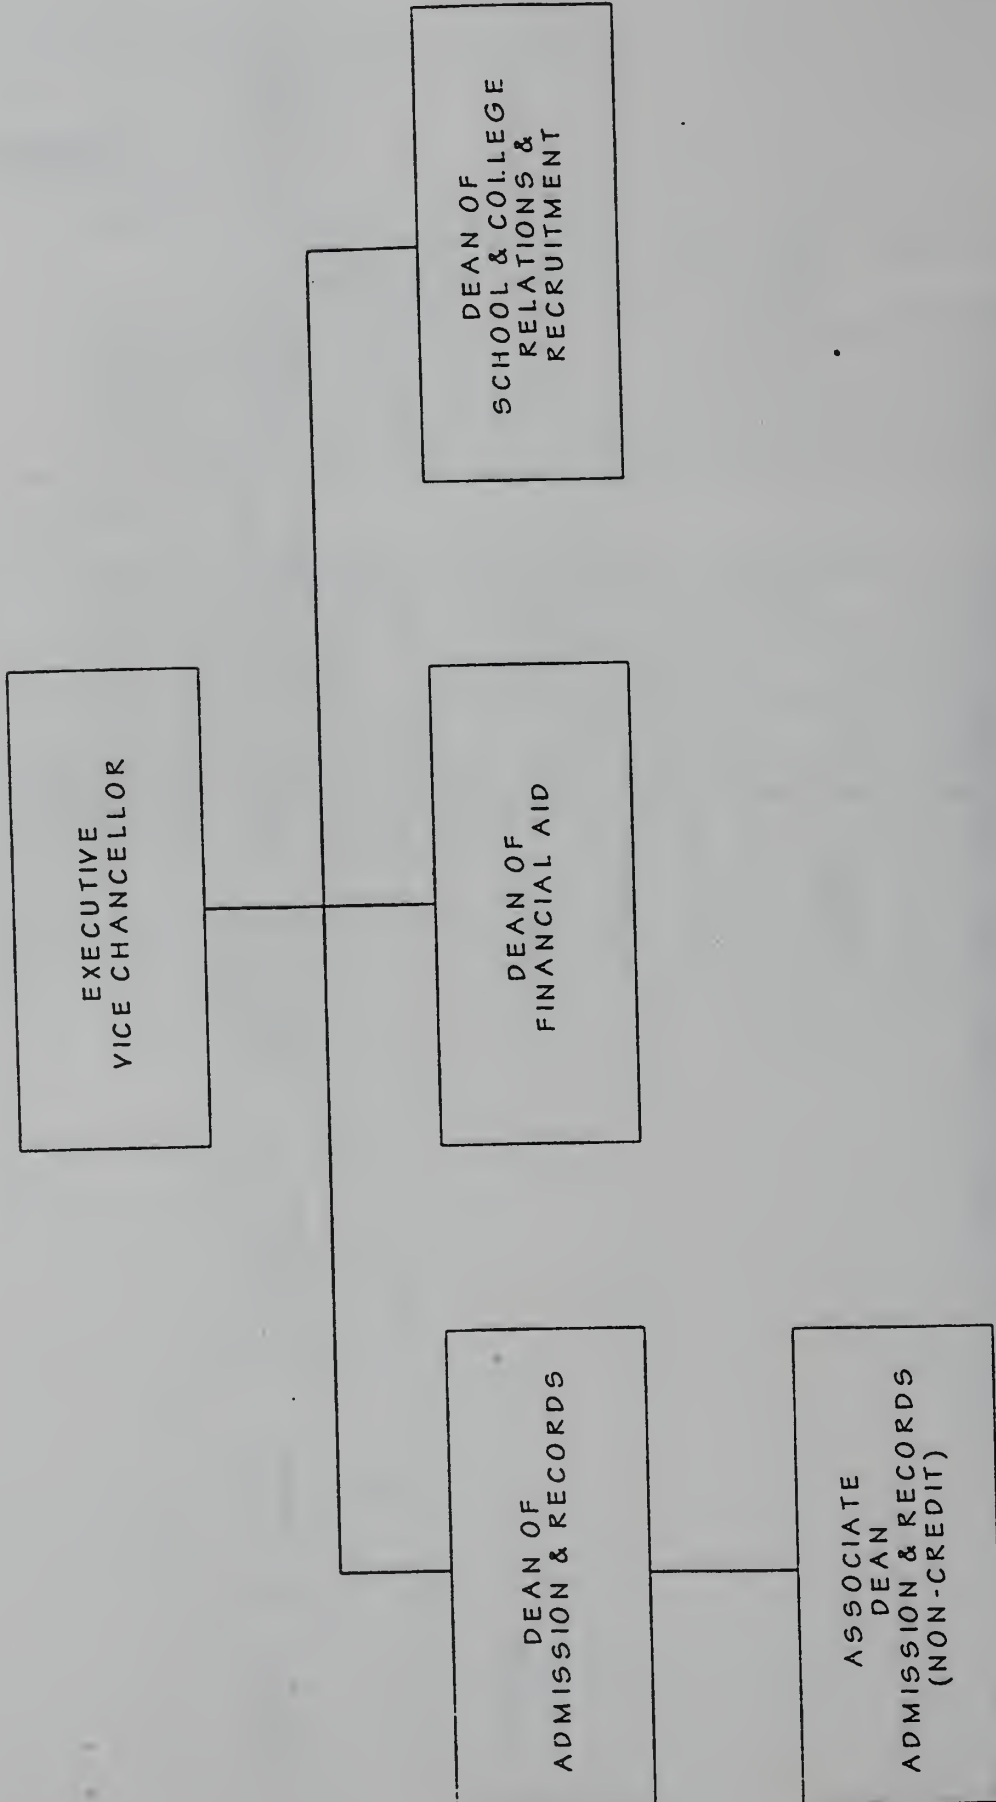 EXECUTIVE
VICE CHANCELLOR
DEAN OF
ADMISSION & RECORDS
DEAN OF
FINANCIAL AID
DEAN OF
SCHOOL & COLLEGE
RELATIONS &
RECRUITMENT
ASSOCIATE
DEAN
ADMISSION & RECORDS
(NON-CREDIT)